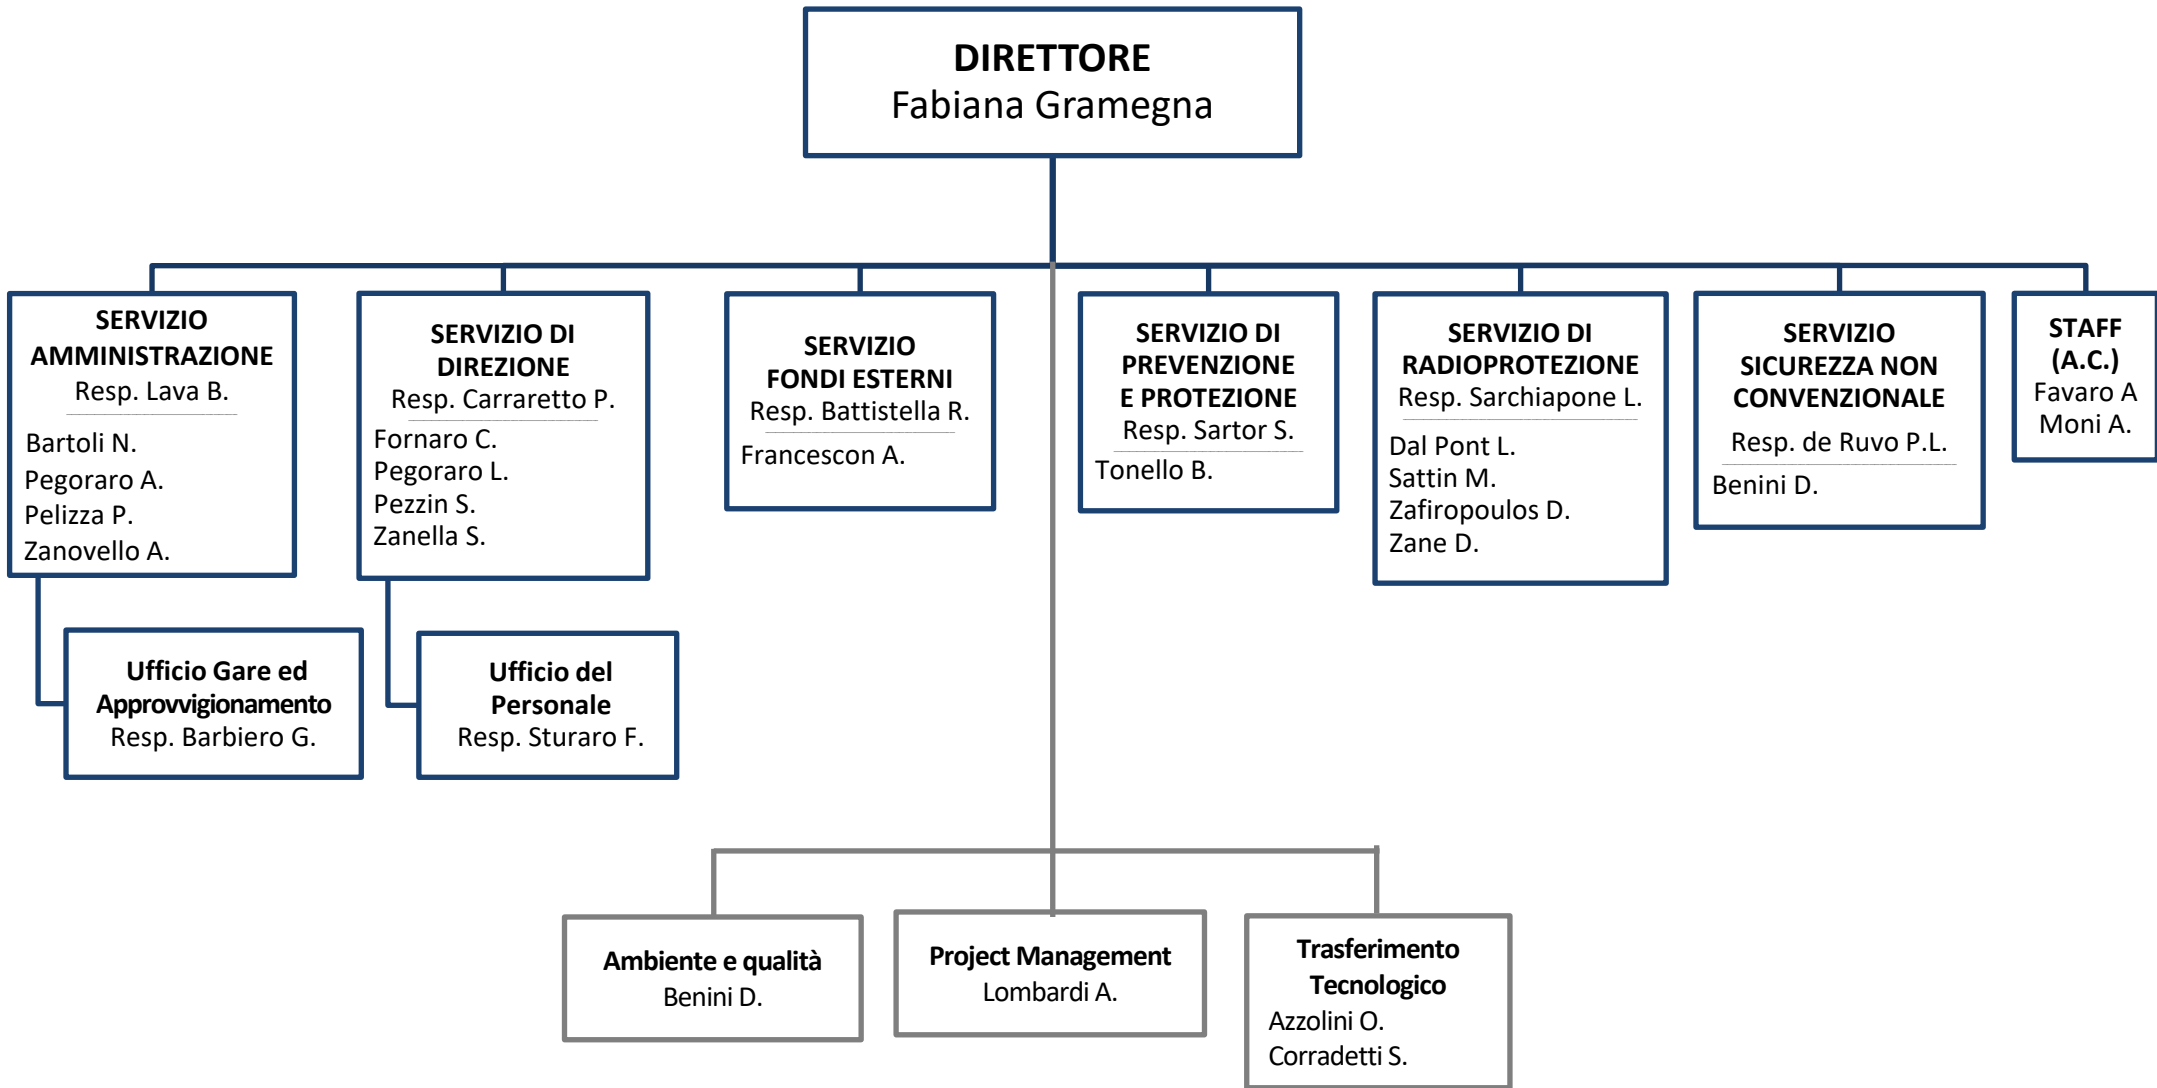 DIRETTORE
Fabiana Gramegna
SERVIZIO
AMMINISTRAZIONE
Resp. Lava B.
Bartoli N.
Pegoraro A.
Pelizza P.
Zanovello A.
SERVIZIO DI
DIREZIONE
Resp. Carraretto P.
Fornaro C.
Pegoraro L.
Pezzin S.
Zanella S.
SERVIZIO
FONDI ESTERNI
Resp. Battistella R.
Francescon A.
SERVIZIO DI
PREVENZIONE
E PROTEZIONE
Resp. Sartor S.
Tonello B.
SERVIZIO DI
RADIOPROTEZIONE
Resp. Sarchiapone L.
Dal Pont L.
Sattin M.
Zafiropoulos D.
Zane D.
SERVIZIO
SICUREZZA NON
CONVENZIONALE
Resp. de Ruvo P.L.
Benini D.
STAFF
(A.C.)
Favaro A
Moni A.
Ufficio Gare ed
Approvvigionamento
Resp. Barbiero G.
Ufficio del
Personale
Resp. Sturaro F.
Ambiente e qualità
Benini D.
Project Management
Lombardi A.
Trasferimento
Tecnologico
Azzolini O.
Corradetti S.